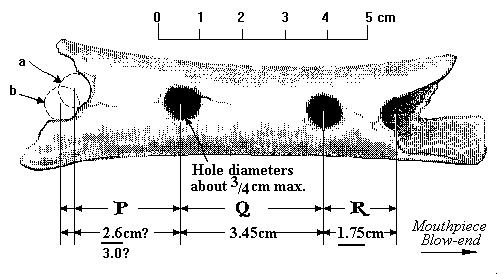 0 1 2 3 4 5 cm
a
b
Hole diameters
about 3/4 cm max.
P Q R
2.6cm? 3.45cm 1.75cm
3.0?
Mouthpiece
Blow-end